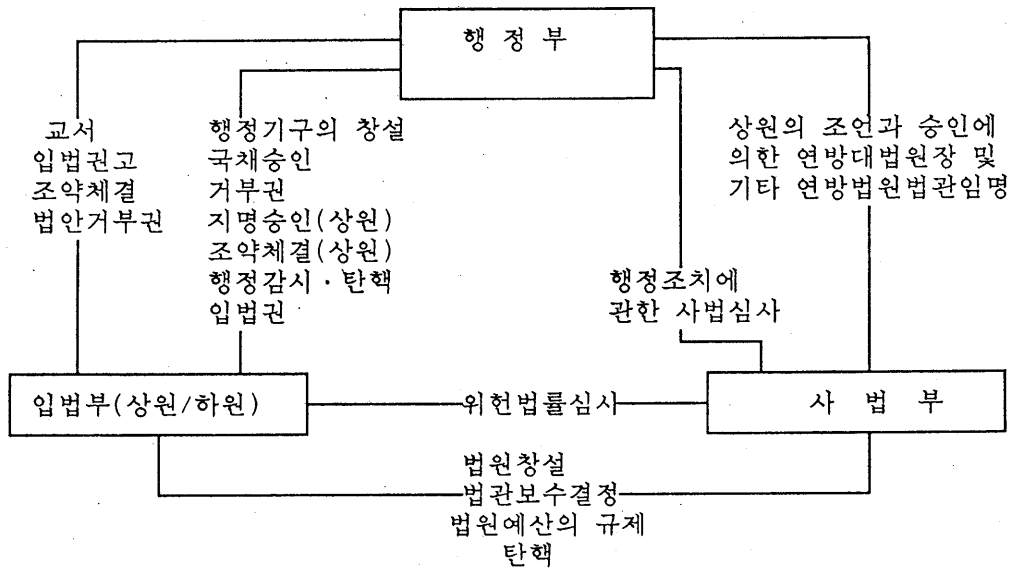 행 정 부
교서
입법권고
조약체결
법안거부권
행정기구의 창설
국채승인
거부권
지명승인(상원)
조약체결(상원)
행정감시·탄핵
입법권
상원의 조언과 승인에
의한 연방대법원장 및
기타 연방법원법관임명
행정조치에
관한 사법심사
입법부(상원/하원)
위헌법률심시
사 법 부
법원창설
법관보수결정
법원예산의 규제
탄핵